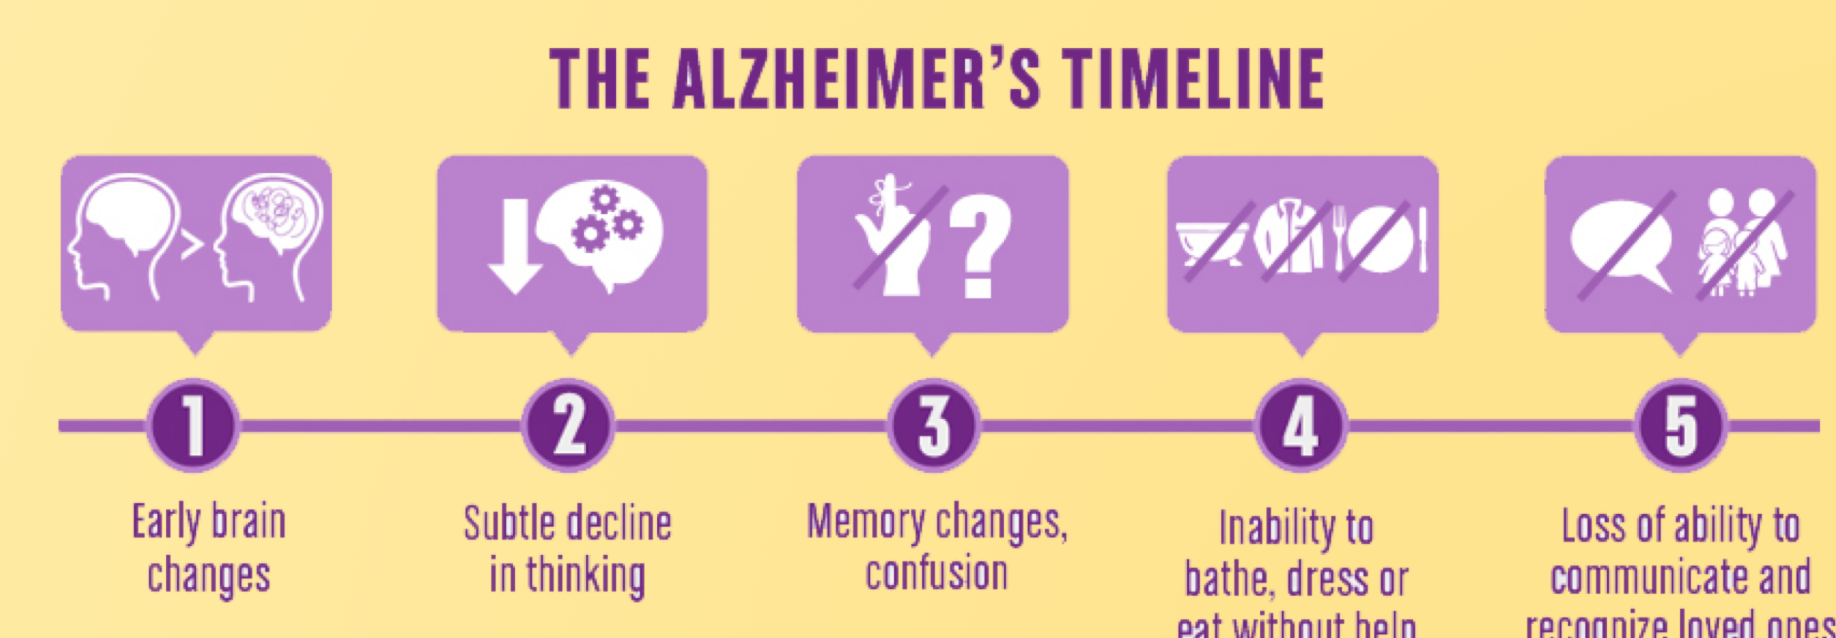 THE ALZHEIMER'S TIMELINE
>
?
1
2
3
4
5
Early brain
changes
Subtle decline
in thinking
Memory changes,
confusion
Inability to
bathe, dress or
eat without help
Loss of ability to
communicate and
recognize loved ones